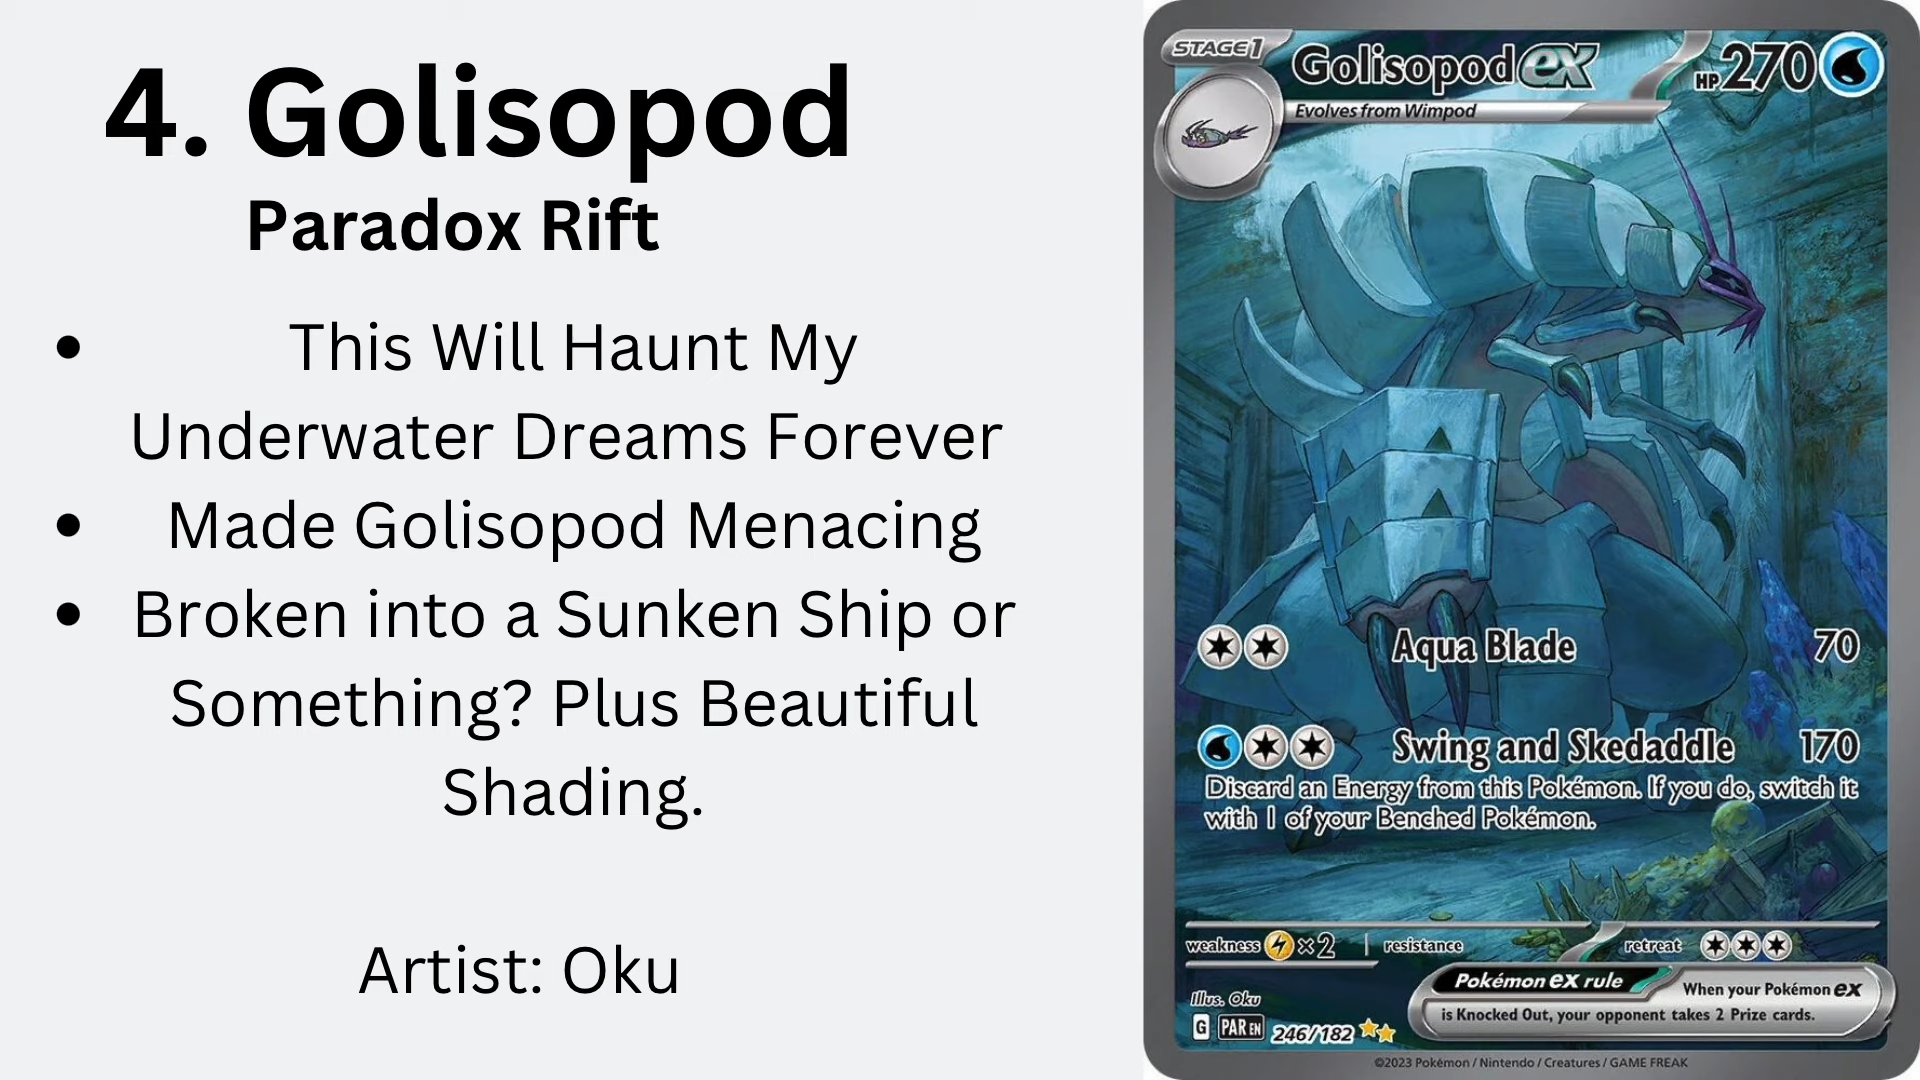 4. Golisopod
Paradox Rift
• This Will Haunt My
Underwater Dreams Forever
• Made Golisopod Menacing
• Broken into a Sunken Ship or
Something? Plus Beautiful
Shading.
Artist: Oku
STAGE1
Golisopod ex
HP 270
Evolves from Wimpod
Aqua Blade 70
Swing and Skedaddle 170
Discard an Energy from this Pokémon. If you do, switch it
with 1 of your Benched Pokémon.
weakness ×2 resistance retreat
Pokémon ex rule
When your Pokémon ex
is Knocked Out, your opponent takes 2 Prize cards.
Illus. Oku
G PAR EN 246/182
©2023 Pokémon / Nintendo / Creatures / GAME FREAK